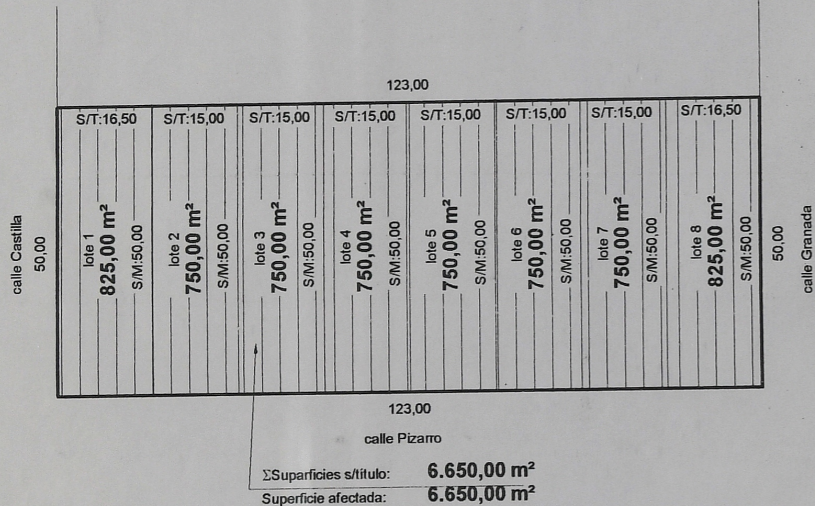 123,00
S/T:16,50
S/T:15,00
S/T:15,00
S/T:15,00
S/T:15,00
S/T:15,00
S/T:15,00
S/T:16,50
calle Castilla
50,00
lote 1
825,00 m²
S/M:50,00
lote 2
750,00 m²
S/M:50,00
lote 3
750,00 m²
S/M:50,00
lote 4
750,00 m²
S/M:50,00
lote 5
750,00 m²
S/M:50,00
lote 6
750,00 m²
S/M:50,00
lote 7
750,00 m²
S/M:50,00
lote 8
825,00 m²
S/M:50,00
50,00
calle Granada
123,00
calle Pizarro
ΣSuparficies s/titulo: 6.650,00 m²
Superficie afectada: 6.650,00 m²